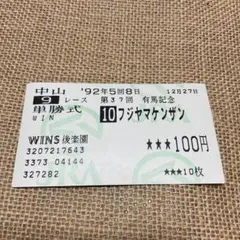 中山 '92年5回8日 12月27日
9 レース 第37回 有馬記念
単勝式
WIN 10 フジヤマケンザン
WINS後楽園 ★★★100円
3207217643
3373 04144
327282 ★★★10枚